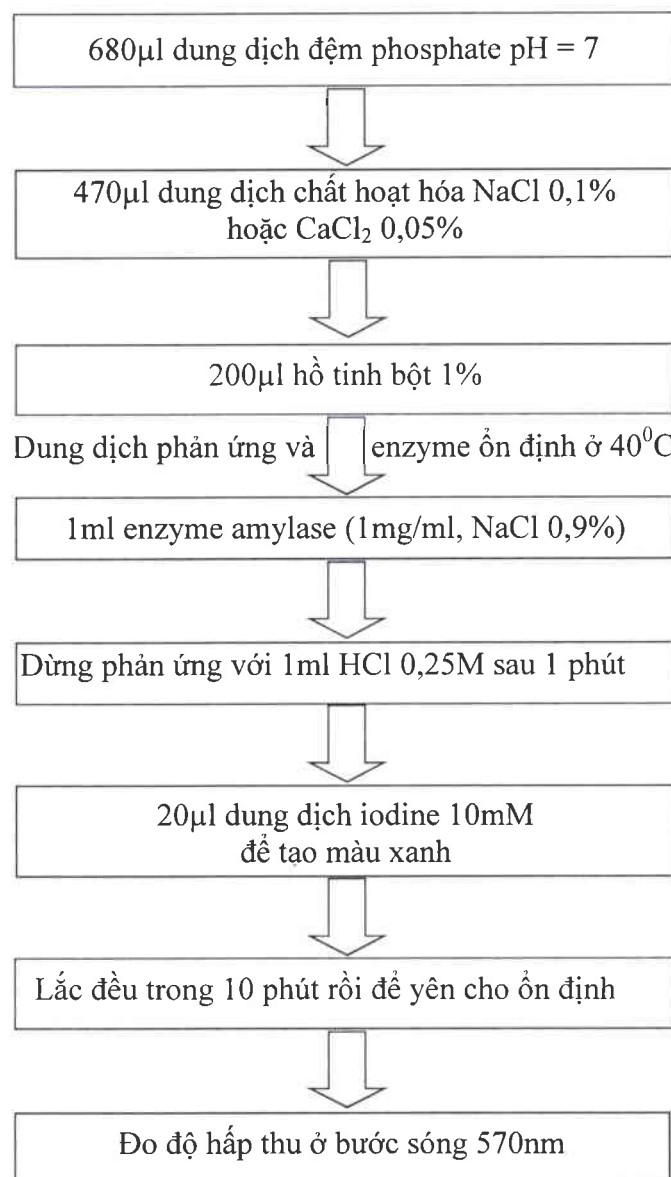 680µl dung dịch đệm phosphate pH = 7
470µl dung dịch chất hoạt hóa NaCl 0,1%
hoặc CaCl₂ 0,05%
200µl hồ tinh bột 1%
Dung dịch phản ứng và enzyme ổn định ở 40⁰C
1ml enzyme amylase (1mg/ml, NaCl 0,9%)
Dừng phản ứng với 1ml HCl 0,25M sau 1 phút
20µl dung dịch iodine 10mM
để tạo màu xanh
Lắc đều trong 10 phút rồi để yên cho ổn định
Đo độ hấp thu ở bước sóng 570nm